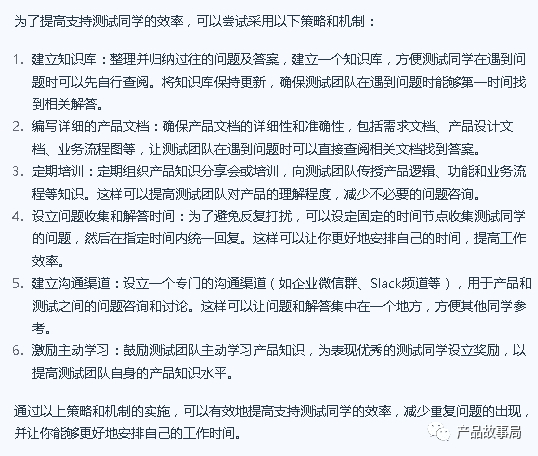 为了提高支持测试同学的效率，可以尝试采用以下策略和机制：
1. 建立知识库：整理并归纳过往的问题及答案，建立一个知识库，方便测试同学在遇到问
题时可以先自行查阅。将知识库保持更新，确保测试团队在遇到问题时能够第一时间找
到相关解答。
2. 编写详细的产品文档：确保产品文档的详细性和准确性，包括需求文档、产品设计文
档、业务流程图等，让测试团队在遇到问题时可以直接查阅相关文档找到答案。
3. 定期培训：定期组织产品知识分享会或培训，向测试团队传授产品逻辑、功能和业务流
程等知识。这样可以提高测试团队对产品的理解程度，减少不必要的问题咨询。
4. 设立问题收集和解答时间：为了避免反复打扰，可以设定固定的时间节点收集测试同学
的问题，然后在指定时间内统一回复。这样可以让你更好地安排自己的时间，提高工作
效率。
5. 建立沟通渠道：设立一个专门的沟通渠道（如企业微信群、Slack频道等），用于产品和
测试之间的问题咨询和讨论。这样可以让问题和解答集中在一个地方，方便其他同学参
考。
6. 激励主动学习：鼓励测试团队主动学习产品知识，为表现优秀的测试同学设立奖励，以
提高测试团队自身的产品知识水平。
通过以上策略和机制的实施，可以有效地提高支持测试同学的效率，减少重复问题的出现，
并让你能够更好地安排自己的工作时间。
产品故事局